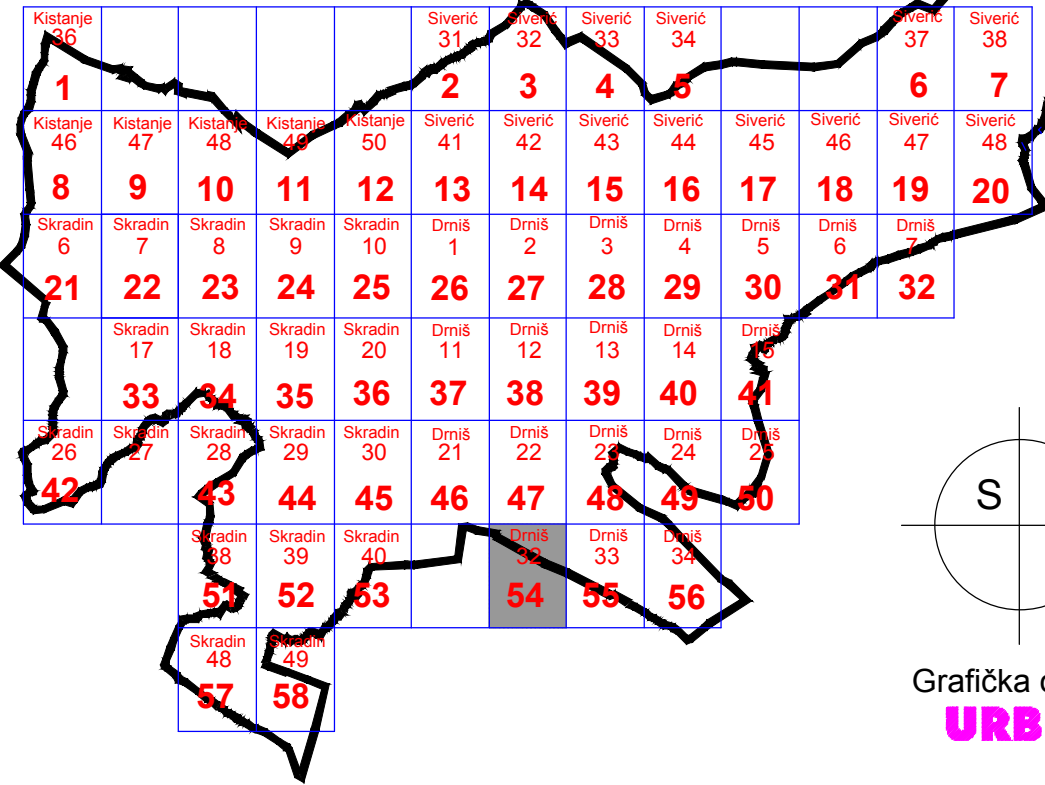 Kistanje Siverić Siverić Siverić Siverić Siverić Siverić
36 31 32 33 34 37 38
1 2 3 4 5 6 7
Kistanje Kistanje Kistanje Kistanje Kistanje Siverić Siverić Siverić Siverić Siverić Siverić Siverić Siverić
46 47 48 49 50 41 42 43 44 45 46 47 48
8 9 10 11 12 13 14 15 16 17 18 19 20
Skradin Skradin Skradin Skradin Skradin Drniš Drniš Drniš Drniš Drniš Drniš Drniš
6 7 8 9 10 1 2 3 4 5 6 7
21 22 23 24 25 26 27 28 29 30 31 32
Skradin Skradin Skradin Skradin Drniš Drniš Drniš Drniš Drniš
17 18 19 20 11 12 13 14 15
33 34 35 36 37 38 39 40 41
Skradin Skradin Skradin Skradin Skradin Drniš Drniš Drniš Drniš Drniš
26 27 28 29 30 21 22 23 24 25
42 43 44 45 46 47 48 49 50
S
Skradin Skradin Skradin Drniš Drniš Drniš
38 39 40 32 33 34
51 52 53 54 55 56
Skradin Skradin
48 49
57 58
Grafička
URB